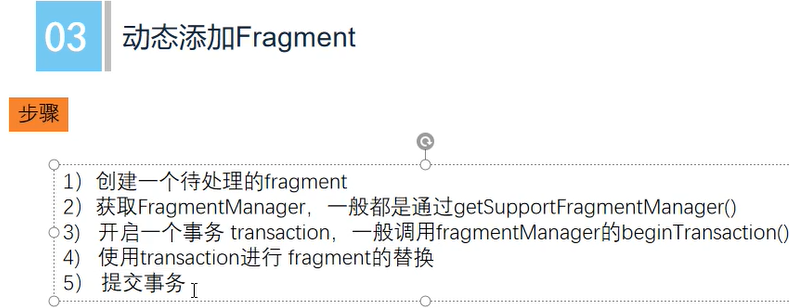 03 动态添加Fragment
步骤
1）创建一个待处理的fragment
2）获取FragmentManager，一般都是通过getSupportFragmentManager()
3） 开启一个事务 transaction，一般调用fragmentManager的beginTransaction()
4） 使用transaction进行 fragment的替换
5） 提交事务